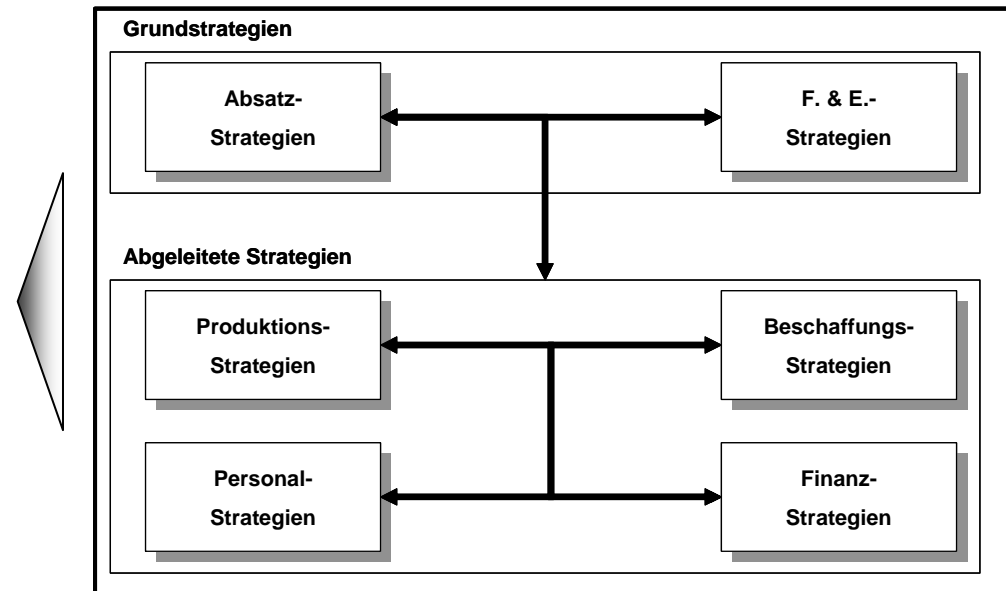 Grundstrategien
Absatz-
Strategien
F. & E.-
Strategien
Abgeleitete Strategien
Produktions-
Strategien
Beschaffungs-
Strategien
Personal-
Strategien
Finanz-
Strategien